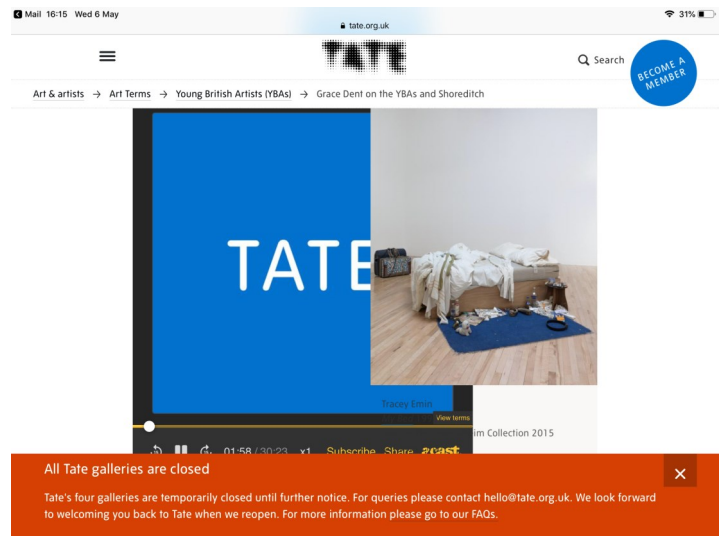 Mail 16:15 Wed 6 May 31%
tate.org.uk
TATE
Search
BECOME A
MEMBER
Art & artists → Art Terms → Young British Artists (YBAs) → Grace Dent on the YBAs and Shoreditch
TATE
Tracey Emin
View terms
im Collection 2015
01:58 / 30:23 x1 Subscribe Share acast
All Tate galleries are closed
Tate's four galleries are temporarily closed until further notice. For queries please contact hello@tate.org.uk. We look forward
to welcoming you back to Tate when we reopen. For more information please go to our FAQs.